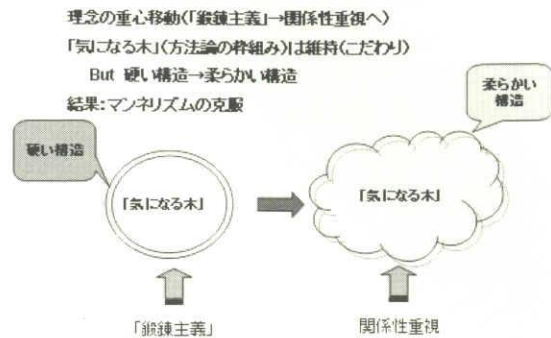 理念の重心移動(「鍛錬主義」→関係性重視へ)
「気になる木」(方法論の枠組み)は維持(こだわり)
But 硬い構造→柔らかい構造
結果:マンネリズムの克服
硬い構造
柔らかい
構造
「気になる木」
「気になる木」
「鍛錬主義」
関係性重視